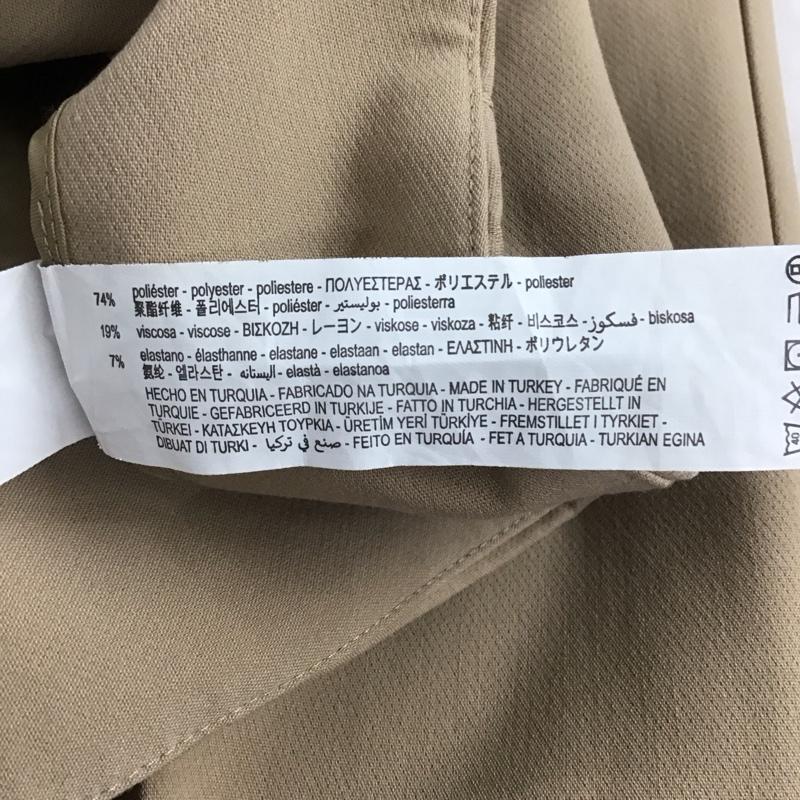 74% poliéster - polyester - poliestere - ΠΟΛΥΕΣΤΕΡΑΣ - ポリエステル - poliester
聚酯纤维 - 폴리에스터 - poliéster - بوليستير - poliesterra
19% viscosa - viscose - ΒΙΣΚΟΖΗ - レーヨン - viskose - viskoza - 粘纤 - 비스코스 - فسكوز - biskosa
7% elastano - élasthanne - elastane - elastaan - elastan - ΕΛΑΣΤΙΝΗ - ポリウレタン
氨纶 - 엘라스탄 - اليستانه - elastà - elastanoa
HECHO EN TURQUIA - FABRICADO NA TURQUIA - MADE IN TURKEY - FABRIQUÉ EN
TURQUIE - GEFABRICEERD IN TURKIJE - FATTO IN TURCHIA - HERGESTELLT IN
TÜRKEI - ΚΑΤΑΣΚΕΥΗ ΤΟΥΡΚΙΑ - ÜRETİM YERİ TÜRKİYE - FREMSTILLET I TYRKIET -
DIBUAT DI TURKI - صنع في تركيا - FEITO EN TURQUÍA - FET A TURQUIA - TURKIAN EGINA